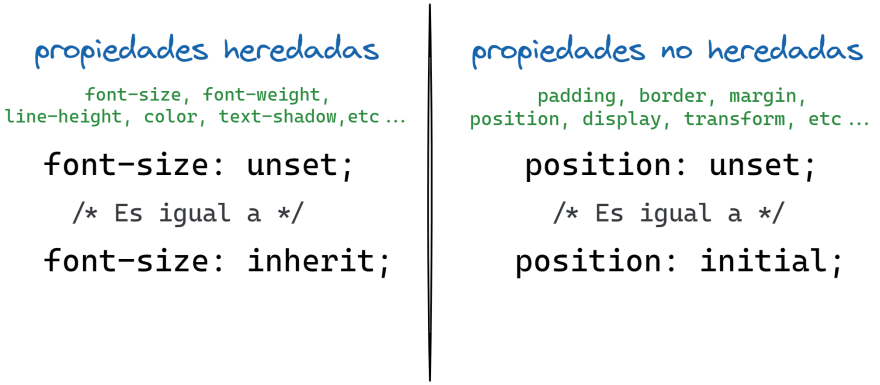 propiedades heredadas
font-size, font-weight,
line-height, color, text-shadow,etc...
font-size: unset;
/* Es igual a */
font-size: inherit;
propiedades no heredadas
padding, border, margin,
position, display, transform, etc...
position: unset;
/* Es igual a */
position: initial;